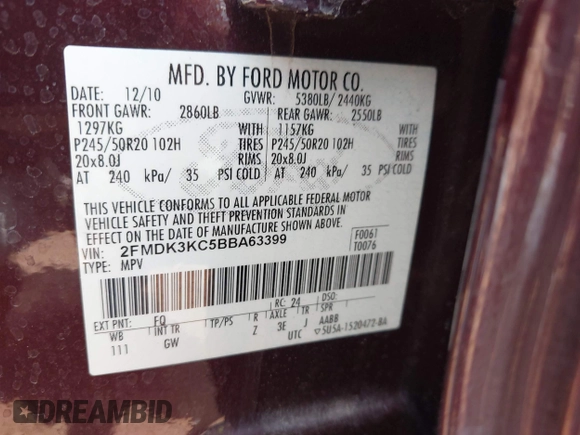 MFD. BY FORD MOTOR CO.
DATE: 12/10 GVWR: 5380LB/ 2440KG
FRONT GAWR: 2860LB REAR GAWR: 2550LB
1297KG WITH 1157KG WITH
P245/50R20 102H TIRES P245/50R20 102H TIRES
20x8.0J RIMS 20x8.0J RIMS
AT 240 kPa/ 35 PSI COLD AT 240 kPa/ 35 PSI COLD
THIS VEHICLE CONFORMS TO ALL APPLICABLE FEDERAL MOTOR
VEHICLE SAFETY AND THEFT PREVENTION STANDARDS IN
EFFECT ON THE DATE OF MANUFACTURE SHOWN ABOVE.
VIN: 2FMDK3KC5BBA63399 F0061
TYPE: MPV T0076
RC: 24 DSO:
EXT PNT: FQ INT TR TP/PS R AXLE TR SPR
WB GW Z 3E J AABB
111 UTC 5U5A-1520472-BA
DREAMBID